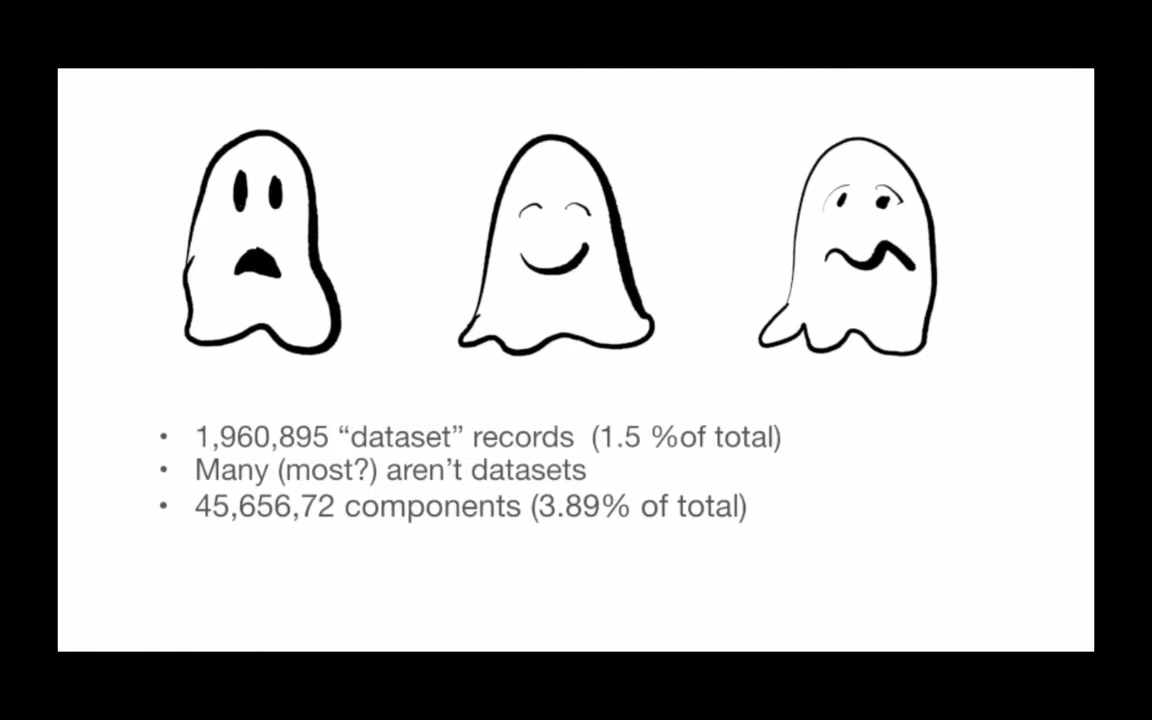 • 1,960,895 “dataset” records (1.5 %of total)
• Many (most?) aren’t datasets
• 45,656,72 components (3.89% of total)